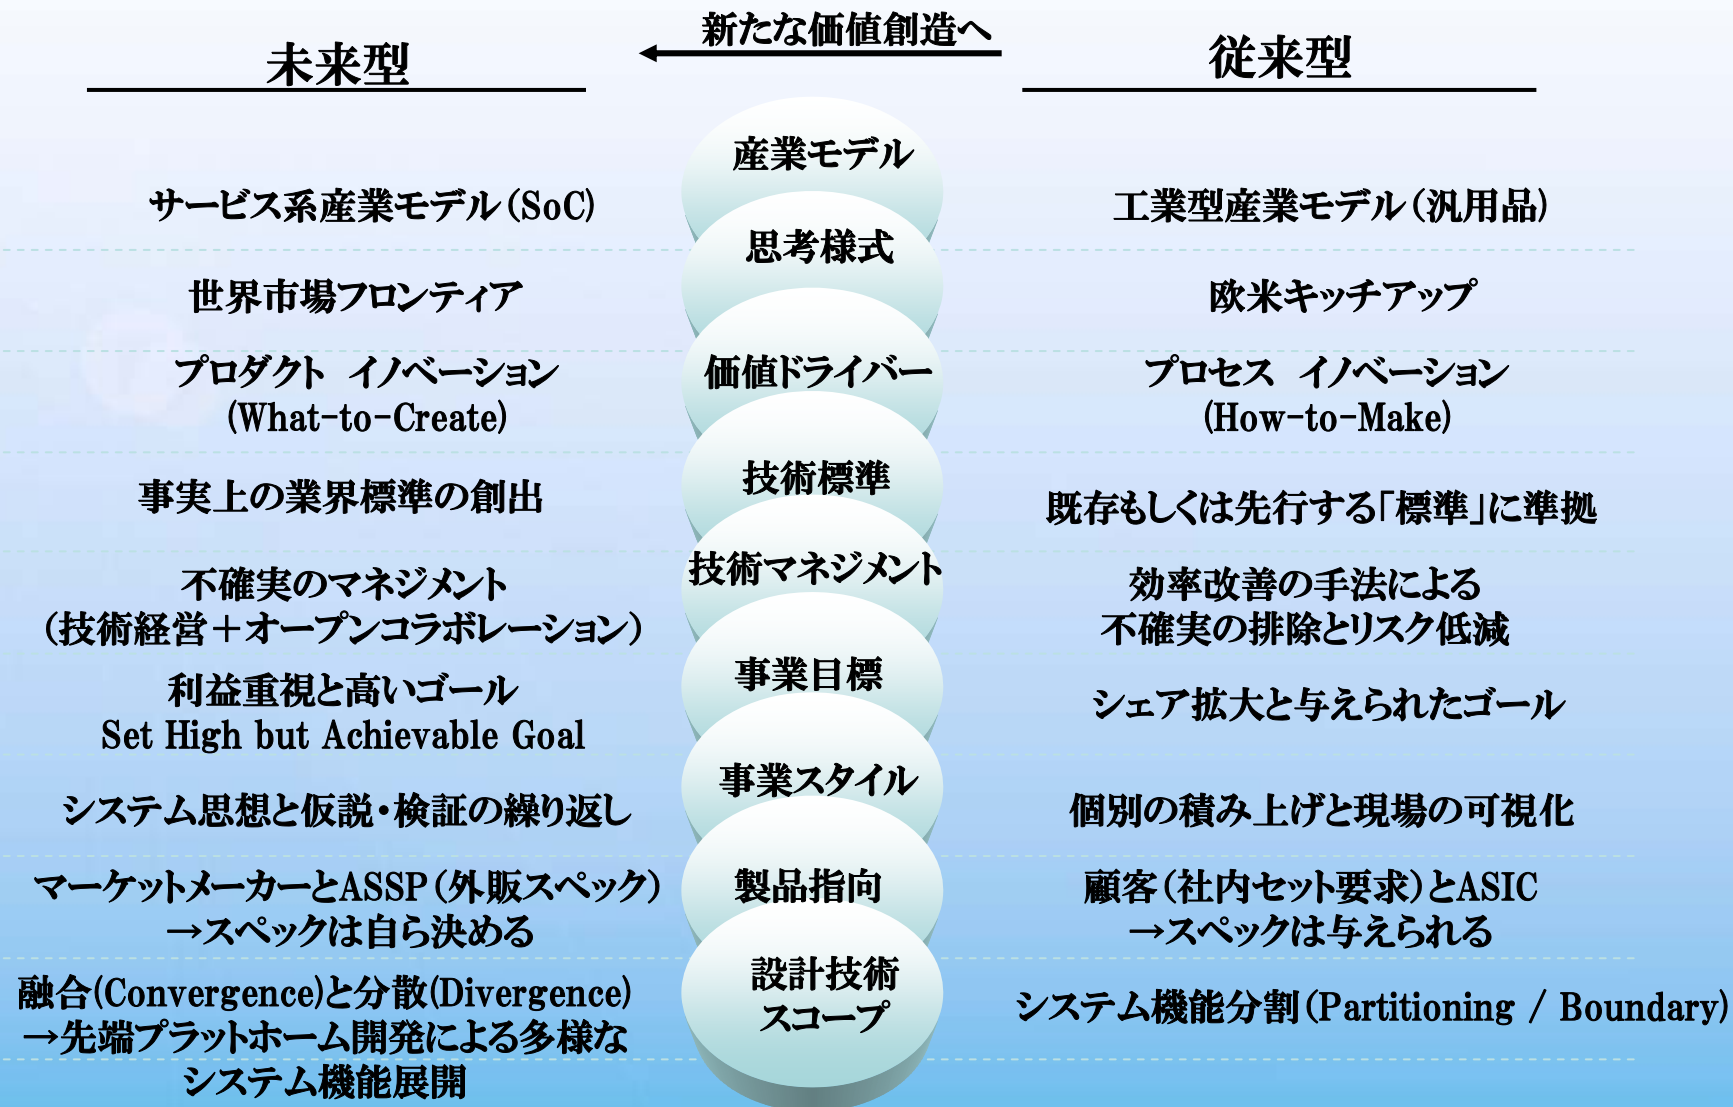 新たな価値創造へ
未来型
従来型
産業モデル
サービス系産業モデル(SoC)
工業型産業モデル(汎用品)
思考様式
世界市場フロンティア
欧米キッチアップ
価値ドライバー
プロダクト イノベーション
(What-to-Create)
プロセス イノベーション
(How-to-Make)
技術標準
事実上の業界標準の創出
既存もしくは先行する「標準」に準拠
技術マネジメント
不確実のマネジメント
(技術経営+オープンコラボレーション)
効率改善の手法による
不確実の排除とリスク低減
事業目標
利益重視と高いゴール
Set High but Achievable Goal
シェア拡大と与えられたゴール
事業スタイル
システム思想と仮説・検証の繰り返し
個別の積み上げと現場の可視化
製品指向
マーケットメーカーとASSP(外販スペック)
→スペックは自ら決める
顧客(社内セット要求)とASIC
→スペックは与えられる
設計技術
スコープ
融合(Convergence)と分散(Divergence)
→先端プラットホーム開発による多様な
システム機能展開
システム機能分割(Partitioning / Boundary)